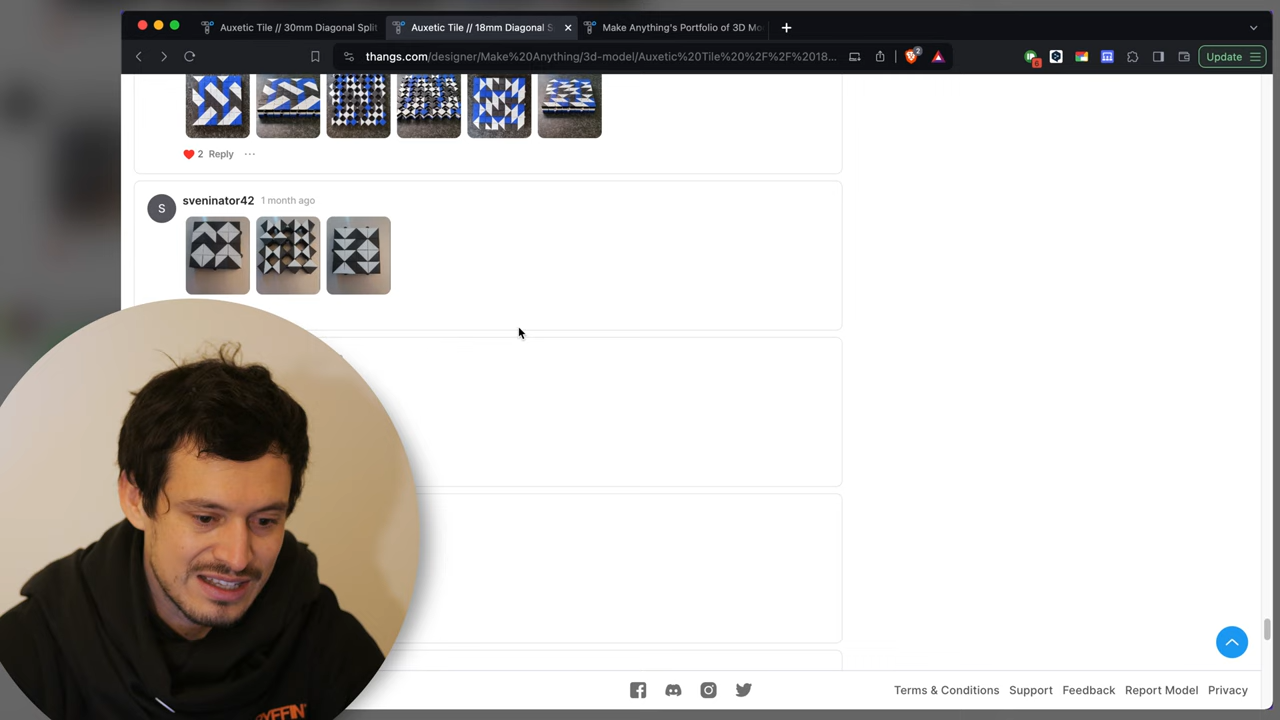 Auxetic Tile // 30mm Diagonal Split
Auxetic Tile // 18mm Diagonal S
Make Anything's Portfolio of 3D Mo
thangs.com/designer/Make%20Anything/3d-model/Auxetic%20Tile%20%2F%2F%2018...
2
6
Update
2 Reply ...
S
sveninator42 1 month ago
Terms & Conditions Support Feedback Report Model Privacy